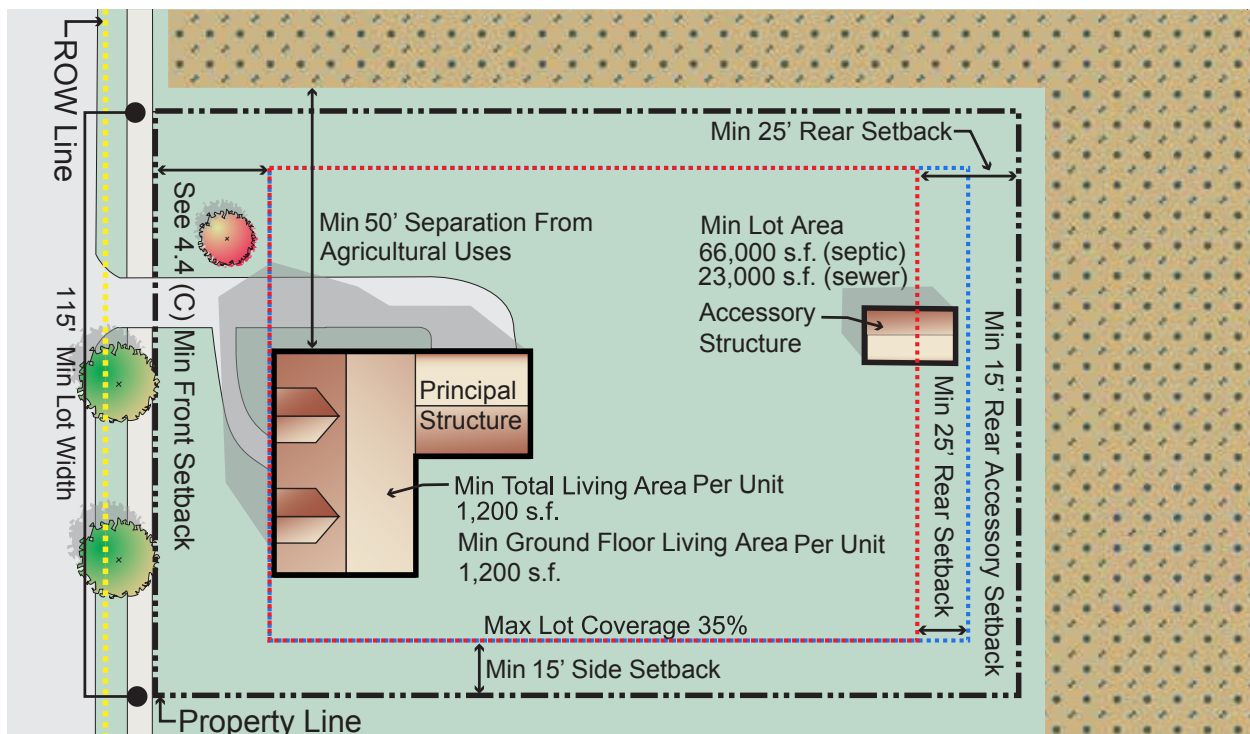 ROW Line
115' Min Lot Width
See 4.4 (C) Min Front Setback
Min 50' Separation From
Agricultural Uses
Min 25' Rear Setback
Min Lot Area
66,000 s.f. (septic)
23,000 s.f. (sewer)
Accessory
Structure
Principal
Structure
Min Total Living Area Per Unit
1,200 s.f.
Min Ground Floor Living Area Per Unit
1,200 s.f.
Max Lot Coverage 35%
Min 15' Side Setback
Min 25' Rear Setback
Min 15' Rear Accessory Setback
Property Line